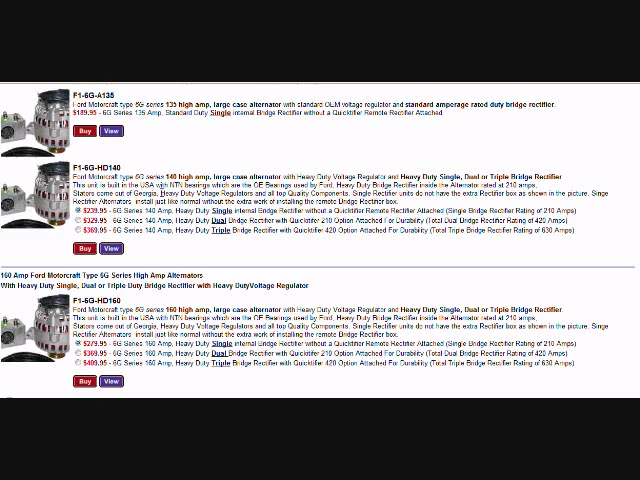 F1-6G-A135
Ford Motorcraft type 6G series 135 high amp, large case alternator with standard OEM voltage regulator and standard amperage rated duty bridge rectifier.
$189.95 - 6G Series 135 Amp, Standard Duty Single internal Bridge Rectifier without a Quicktifier Remote Rectifier Attached
Buy View
F1-6G-HD140
Ford Motorcraft type 6G series 140 high amp, large case alternator with Heavy Duty Voltage Regulator and Heavy Duty Single, Dual or Triple Bridge Rectifier.
This unit is built in the USA with NTN bearings which are the OE Bearings used by Ford, Heavy Duty Bridge Rectifier inside the Alternator rated at 210 amps,
Stators come out of Georgia, Heavy Duty Voltage Regulators and all top Quality Components. Single Rectifier units do not have the extra Rectifier box as shown in the picture. Singe
Rectifier Alternators install just like normal without the extra work of installing the remote Bridge Rectifier box.
$239.95 - 6G Series 140 Amp, Heavy Duty Single internal Bridge Rectifier without a Quicktifier Remote Rectifier Attached (Single Bridge Rectifier Rating of 210 Amps)
$329.95 - 6G Series 140 Amp, Heavy Duty Dual Bridge Rectifier with Quicktifier 210 Option Attached For Durability (Total Dual Bridge Rectifier Rating of 420 Amps)
$369.95 - 6G Series 140 Amp, Heavy Duty Triple Bridge Rectifier with Quicktifier 420 Option Attached For Durability (Total Triple Bridge Rectifier Rating of 630 Amps)
Buy View
160 Amp Ford Motorcraft Type 6G Series High Amp Alternators
With Heavy Duty Single, Dual or Triple Duty Bridge Rectifier with Heavy DutyVoltage Regulator
F1-6G-HD160
Ford Motorcraft type 6G series 160 high amp, large case alternator with Heavy Duty Voltage Regulator and Heavy Duty Single, Dual or Triple Bridge Rectifier.
This unit is built in the USA with NTN bearings which are the OE Bearings used by Ford, Heavy Duty Bridge Rectifier inside the Alternator rated at 210 amps,
Stators come out of Georgia, Heavy Duty Voltage Regulators and all top Quality Components. Single Rectifier units do not have the extra Rectifier box as shown in the picture. Singe
Rectifier Alternators install just like normal without the extra work of installing the remote Bridge Rectifier box.
$279.95 - 6G Series 160 Amp, Heavy Duty Single internal Bridge Rectifier without a Quicktifier Remote Rectifier Attached (Single Bridge Rectifier Rating of 210 Amps)
$369.95 - 6G Series 160 Amp, Heavy Duty Dual Bridge Rectifier with Quicktifier 210 Option Attached For Durability (Total Dual Bridge Rectifier Rating of 420 Amps)
$409.95 - 6G Series 160 Amp, Heavy Duty Triple Bridge Rectifier with Quicktifier 420 Option Attached For Durability (Total Triple Bridge Rectifier Rating of 630 Amps)
Buy View